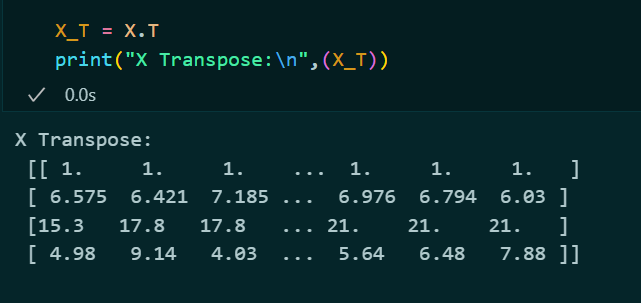 X_T = X.T
print("X Transpose:\n",(X_T))
0.0s
X Transpose:
[[ 1.     1.     1.    ...  1.     1.     1.   ]
[ 6.575  6.421  7.185 ...  6.976  6.794  6.03 ]
[15.3   17.8   17.8   ... 21.    21.    21.   ]
[ 4.98   9.14   4.03  ...  5.64   6.48   7.88 ]]